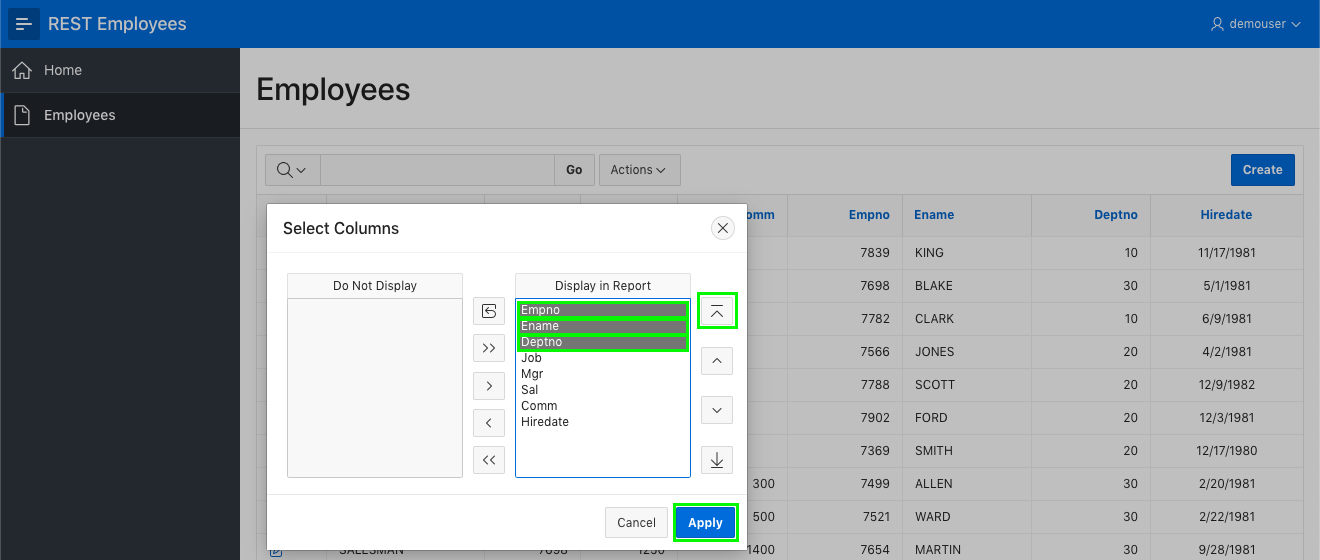 REST Employees
demouser
Home
Employees
Employees
Go
Actions
Create
omm Empno Ename Deptno Hiredate
Select Columns
Do Not Display
Display in Report
Empno
Ename
Deptno
Job
Mgr
Sal
Comm
Hiredate
Cancel
Apply
7839 KING 10 11/17/1981
7698 BLAKE 30 5/1/1981
7782 CLARK 10 6/9/1981
7566 JONES 20 4/2/1981
7788 SCOTT 20 12/9/1982
7902 FORD 20 12/3/1981
7369 SMITH 20 12/17/1980
300 7499 ALLEN 30 2/20/1981
500 7521 WARD 30 2/22/1981
SALESMAN 7698 1250 1400 7654 MARTIN 30 9/28/1981